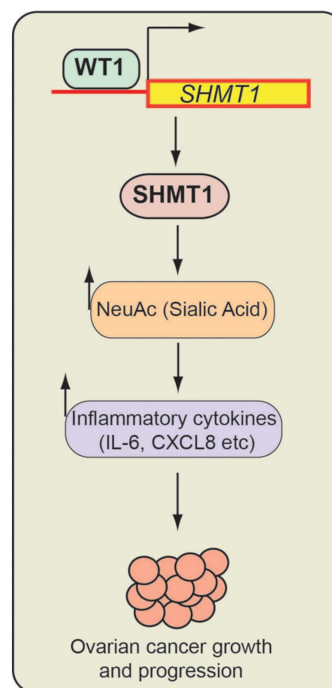 WT1
SHMT1
SHMT1
NeuAc (Sialic Acid)
Inflammatory cytokines
(IL-6, CXCL8 etc)
Ovarian cancer growth
and progression